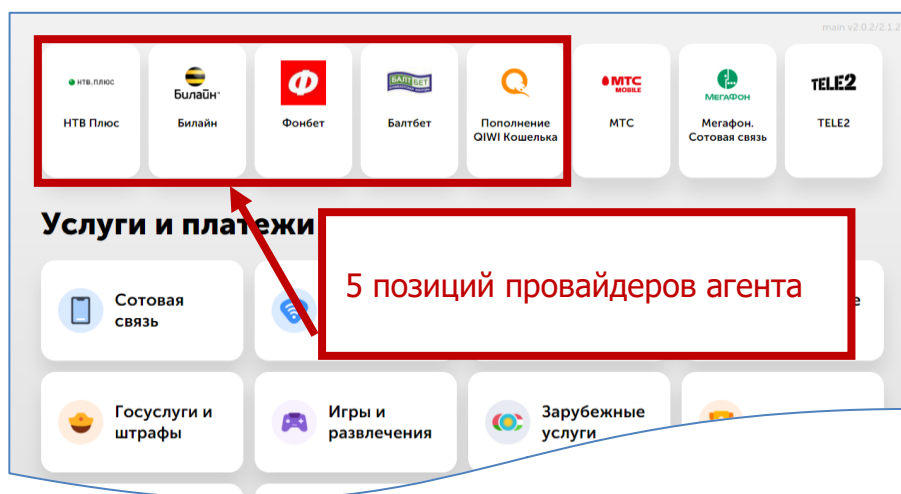 main v2.0.2/2.1.2
НТВ.ПЛЮС
Билайн
Ф
БАЛТБЕТ
МТС
MOBILE
МЕГАФОН
TELE2
НТВ Плюс
Билайн
Фонбет
Балтбет
Пополнение
QIWI Кошелька
МТС
Мегафон.
Сотовая связь
TELE2
Услуги и платежи
5 позиций провайдеров агента
Сотовая
связь
е
Госуслуги и
штрафы
Игры и
развлечения
Зарубежные
услуги